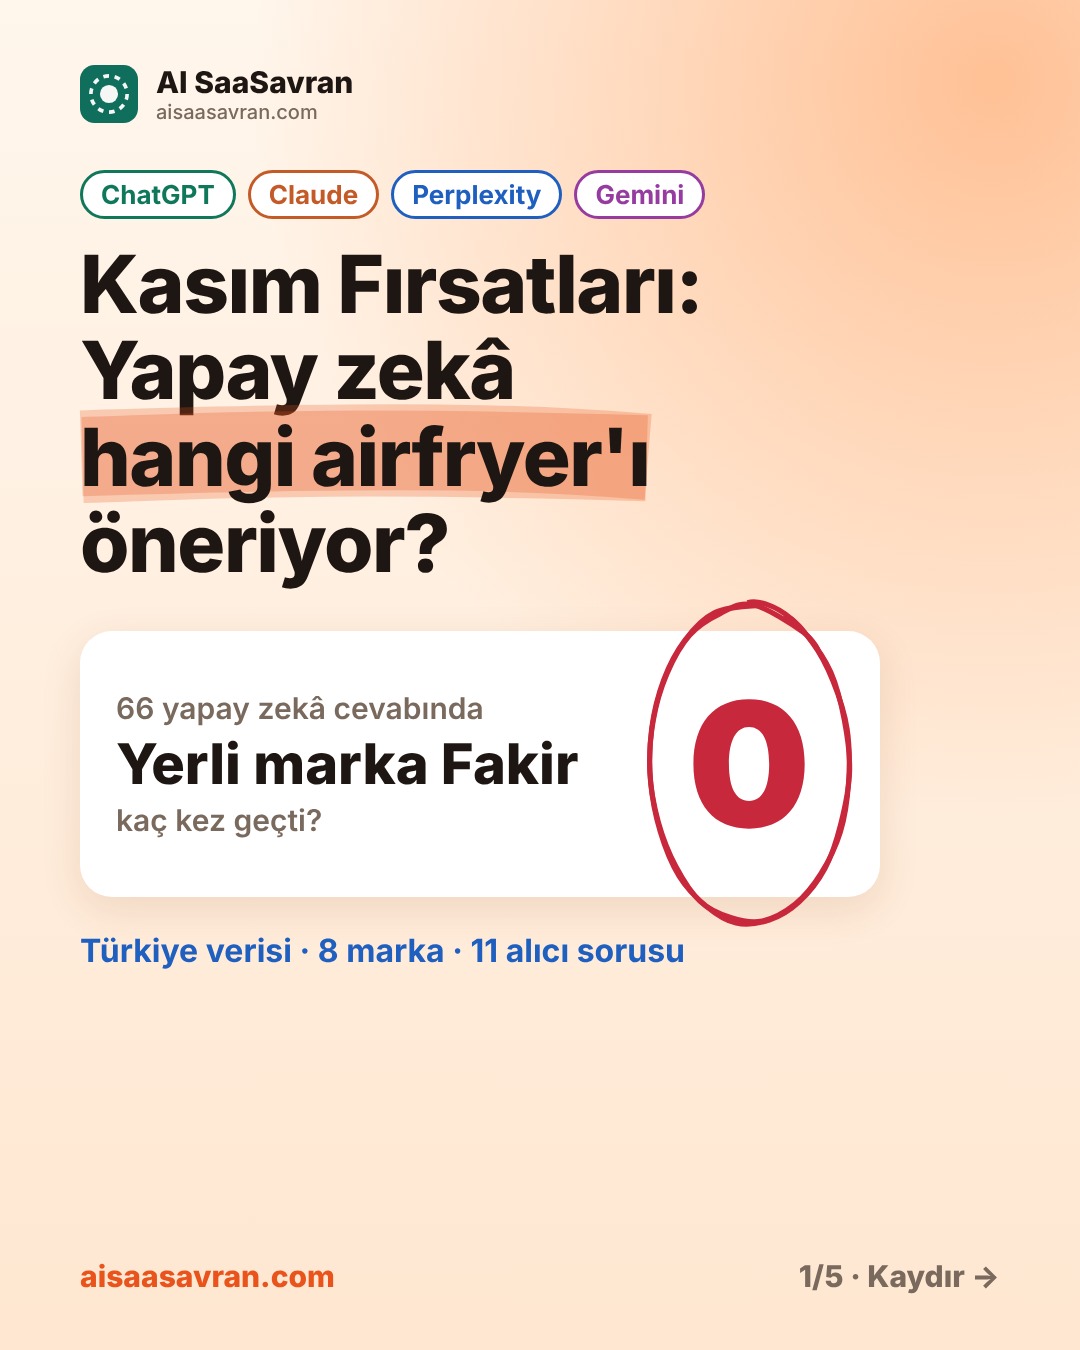 AI SaaSavran
aisaasavran.com
ChatGPT Claude Perplexity Gemini
Kasım Fırsatları:
Yapay zekâ
hangi airfryer'ı
öneriyor?
66 yapay zekâ cevabında
Yerli marka Fakir
kaç kez geçti?
0
Türkiye verisi · 8 marka · 11 alıcı sorusu
aisaasavran.com
1/5 · Kaydır →